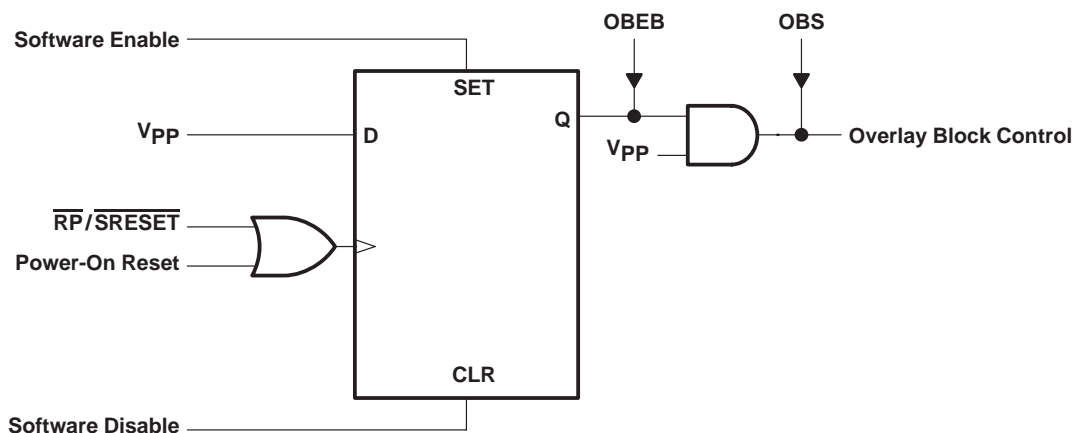 OBEB
OBS
Software Enable
SET
Q
VPP
D
VPP
Overlay Block Control
RP/SRESET
Power-On Reset
CLR
Software Disable